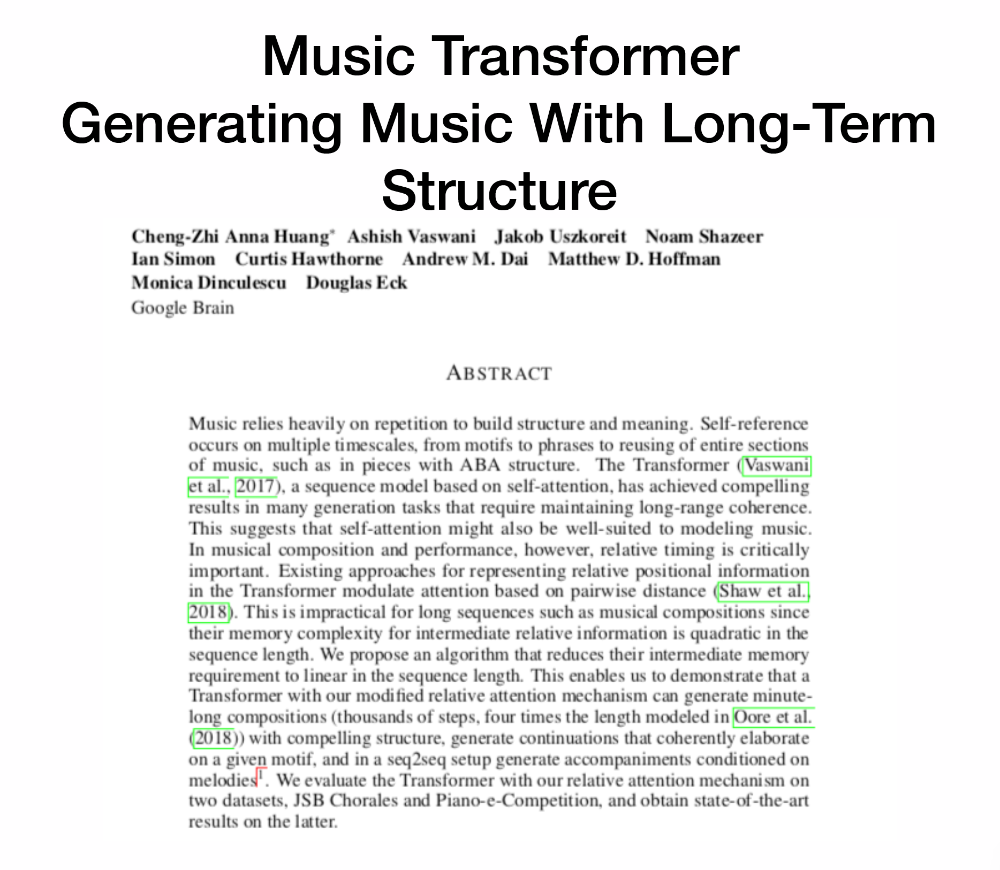 Music Transformer
Generating Music With Long-Term
Structure
Cheng-Zhi Anna Huang* Ashish Vaswani Jakob Uszkoreit Noam Shazeer
Ian Simon Curtis Hawthorne Andrew M. Dai Matthew D. Hoffman
Monica Dinculescu Douglas Eck
Google Brain
ABSTRACT
Music relies heavily on repetition to build structure and meaning. Self-reference
occurs on multiple timescales, from motifs to phrases to reusing of entire sections
of music, such as in pieces with ABA structure. The Transformer (Vaswani
et al., 2017), a sequence model based on self-attention, has achieved compelling
results in many generation tasks that require maintaining long-range coherence.
This suggests that self-attention might also be well-suited to modeling music.
In musical composition and performance, however, relative timing is critically
important. Existing approaches for representing relative positional information
in the Transformer modulate attention based on pairwise distance (Shaw et al.,
2018). This is impractical for long sequences such as musical compositions since
their memory complexity for intermediate relative information is quadratic in the
sequence length. We propose an algorithm that reduces their intermediate memory
requirement to linear in the sequence length. This enables us to demonstrate that a
Transformer with our modified relative attention mechanism can generate minute-
long compositions (thousands of steps, four times the length modeled in Oore et al.
(2018)) with compelling structure, generate continuations that coherently elaborate
on a given motif, and in a seq2seq setup generate accompaniments conditioned on
melodies1. We evaluate the Transformer with our relative attention mechanism on
two datasets, JSB Chorales and Piano-e-Competition, and obtain state-of-the-art
results on the latter.